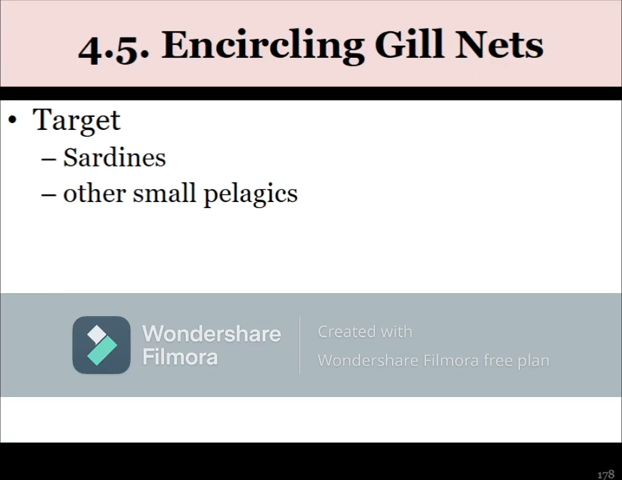 4.5. Encircling Gill Nets
• Target
– Sardines
– other small pelagics
Wondershare
Filmora
Created with
Wondershare Filmora free plan
178